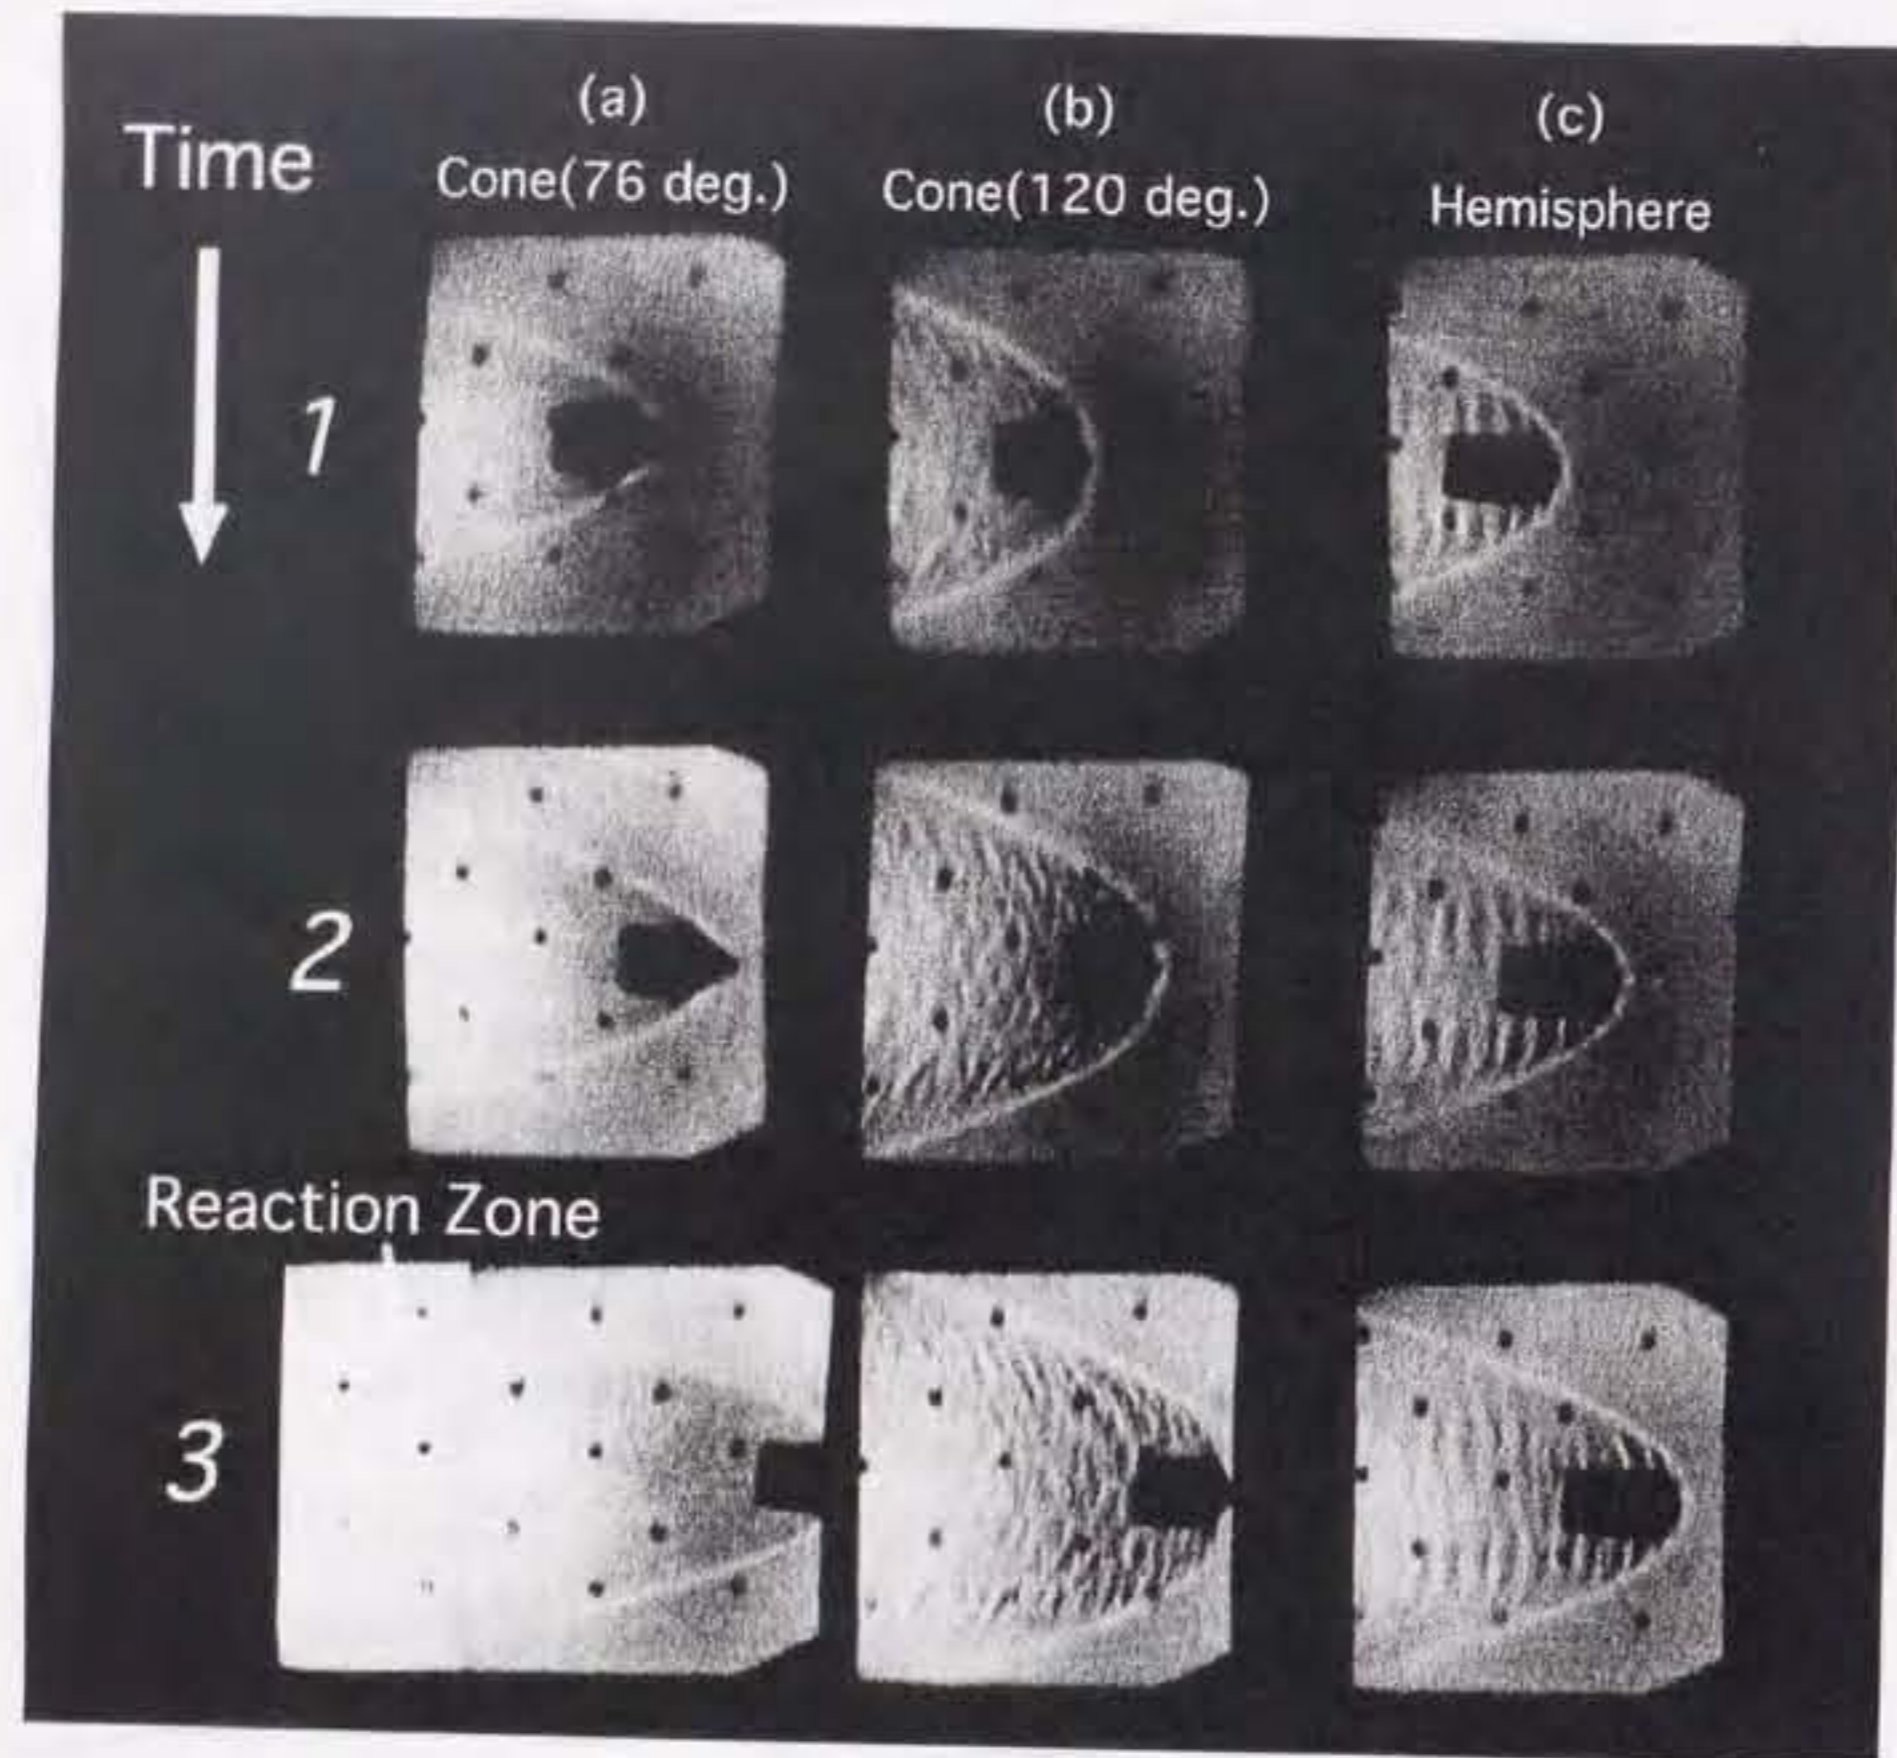 (a) (b) (c)
Time Cone(76 deg.) Cone(120 deg.) Hemisphere
1
2
Reaction Zone
3